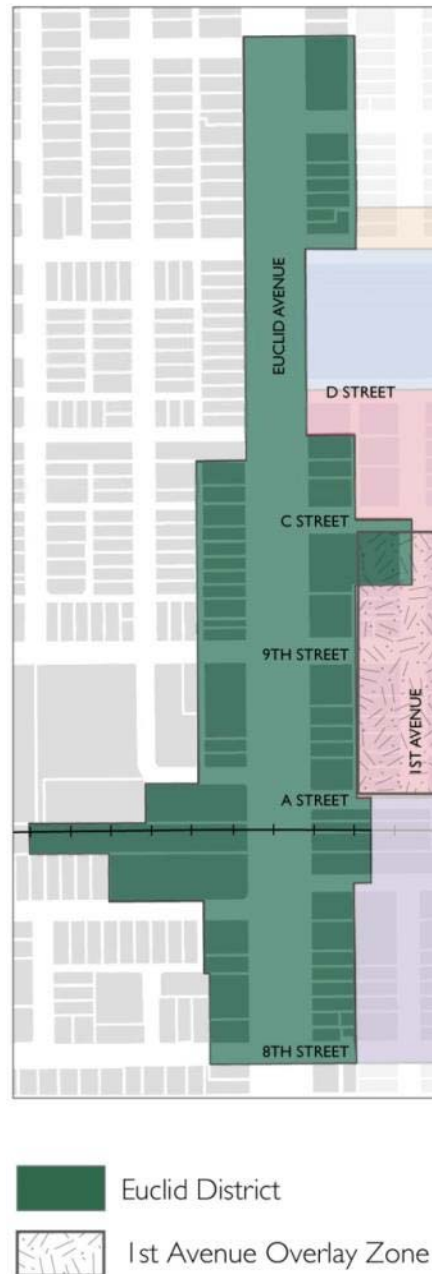 EUCLID AVENUE
D STREET
C STREET
9TH STREET
1ST AVENUE
A STREET
8TH STREET
Euclid District
1st Avenue Overlay Zone